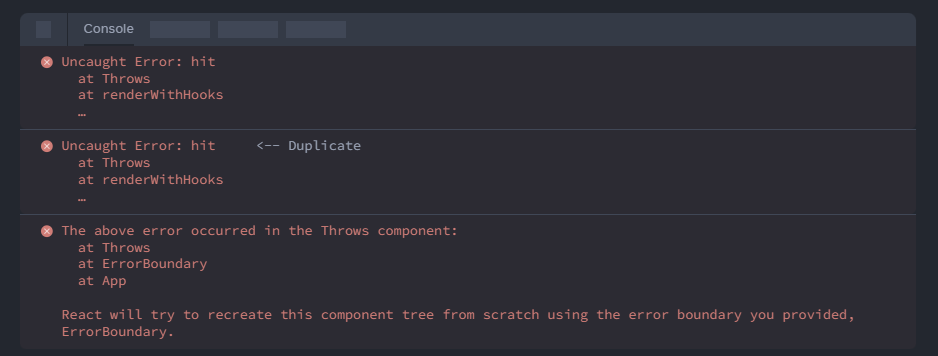 Console
Uncaught Error: hit
at Throws
at renderWithHooks
…
Uncaught Error: hit <-- Duplicate
at Throws
at renderWithHooks
…
The above error occurred in the Throws component:
at Throws
at ErrorBoundary
at App
React will try to recreate this component tree from scratch using the error boundary you provided,
ErrorBoundary.